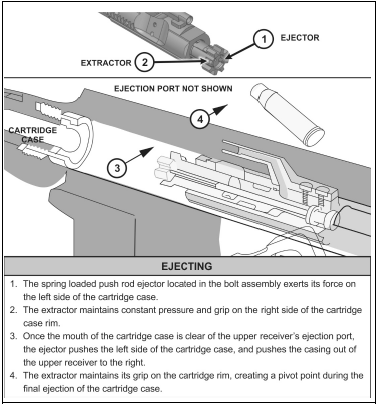 1 EJECTOR
EXTRACTOR 2
EJECTION PORT NOT SHOWN
4
CARTRIDGE
CASE
3
EJECTING
1. The spring loaded push rod ejector located in the bolt assembly exerts its force on
the left side of the cartridge case.
2. The extractor maintains constant pressure and grip on the right side of the cartridge
case rim.
3. Once the mouth of the cartridge case is clear of the upper receiver's ejection port,
the ejector pushes the left side of the cartridge case, and pushes the casing out of
the upper receiver to the right.
4. The extractor maintains its grip on the cartridge rim, creating a pivot point during the
final ejection of the cartridge case.